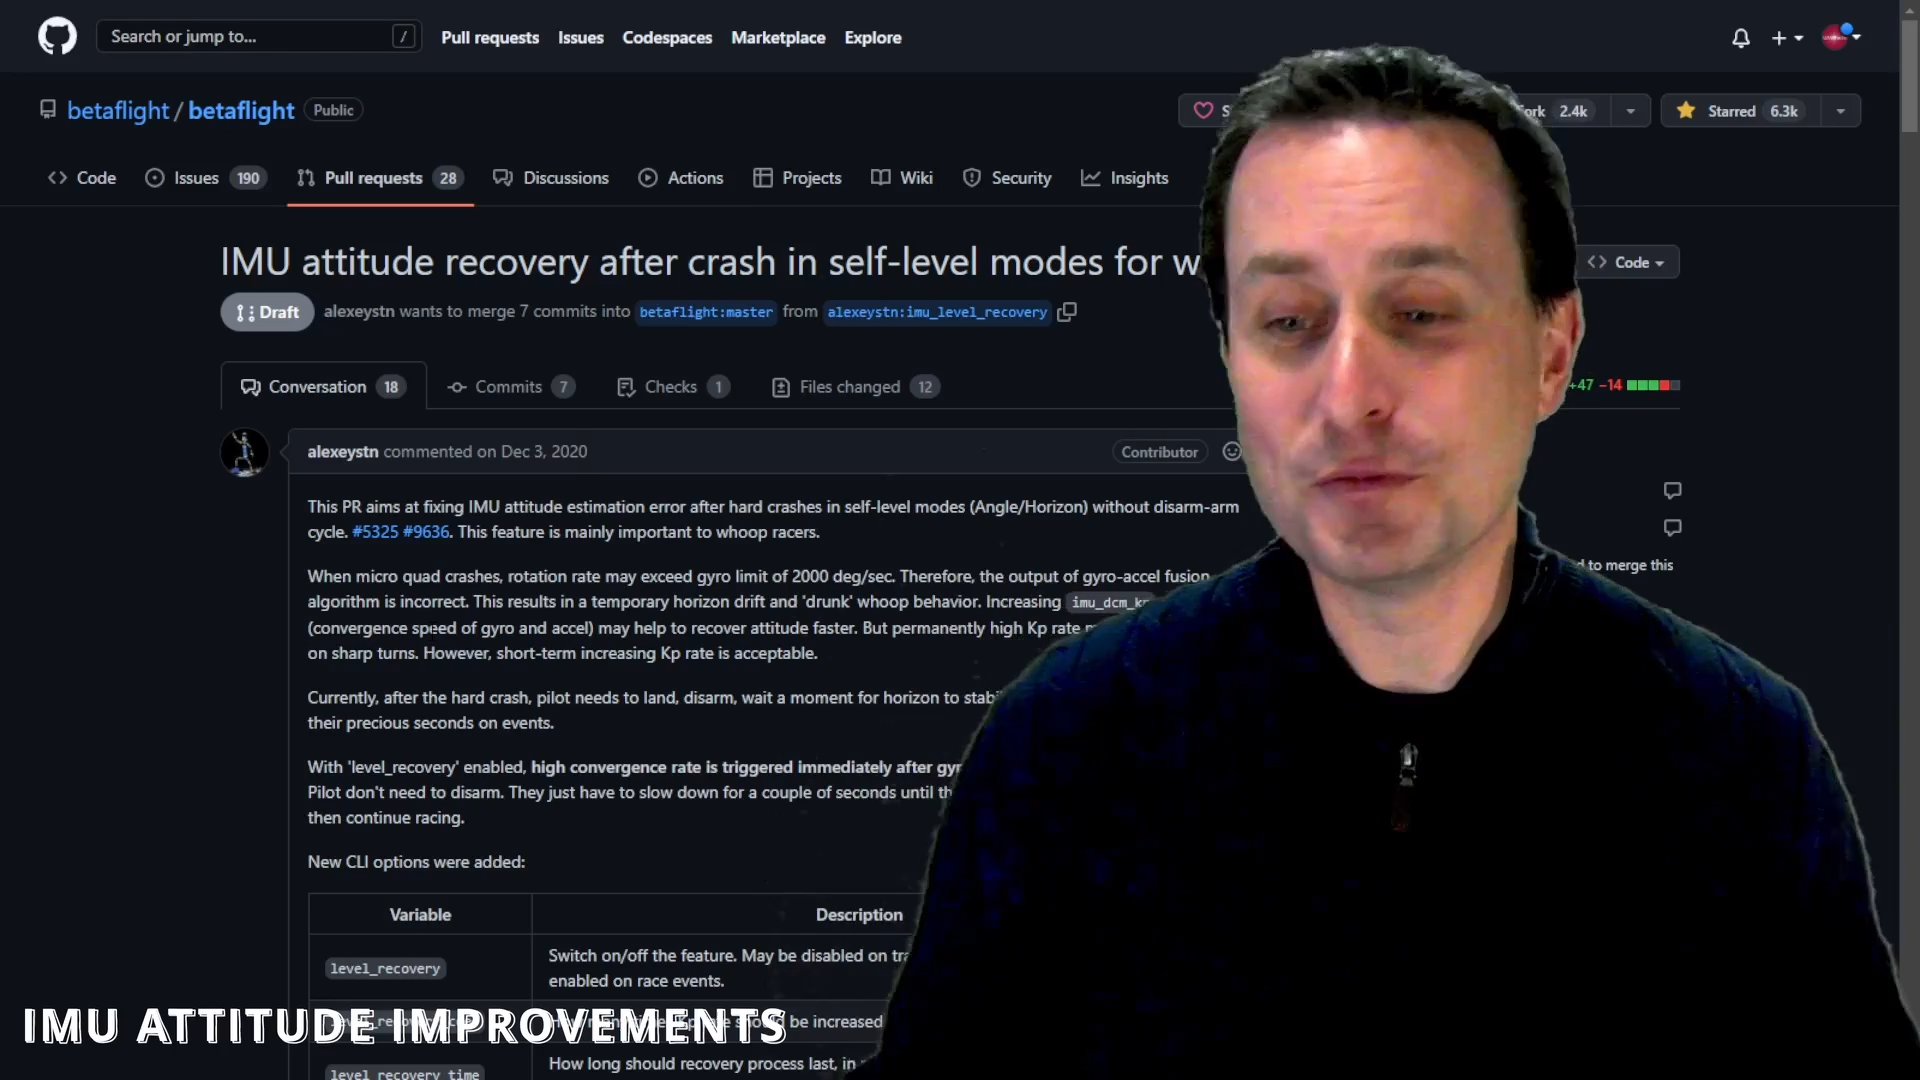 Search or jump to... /
Pull requests Issues Codespaces Marketplace Explore
betaflight / betaflight Public
2.4k Starred 6.3k
Code Issues 190 Pull requests 28 Discussions Actions Projects Wiki Security Insights
IMU attitude recovery after crash in self-level modes for
Code
Draft alexeystn wants to merge 7 commits into betaflight:master from alexeystn:imu_level_recovery
Conversation 18 Commits 7 Checks 1 Files changed 12
+47 −14
alexeystn commented on Dec 3, 2020 Contributor
This PR aims at fixing IMU attitude estimation error after hard crashes in self-level modes (Angle/Horizon) without disarm-arm
cycle. #5325 #9636. This feature is mainly important to whoop racers.
to merge this
When micro quad crashes, rotation rate may exceed gyro limit of 2000 deg/sec. Therefore, the output of gyro-accel fusion
algorithm is incorrect. This results in a temporary horizon drift and 'drunk' whoop behavior. Increasing imu_dcm_kp
(convergence speed of gyro and accel) may help to recover attitude faster. But permanently high Kp rate
on sharp turns. However, short-term increasing Kp rate is acceptable.
Currently, after the hard crash, pilot needs to land, disarm, wait a moment for horizon to
their precious seconds on events.
With 'level_recovery' enabled, high convergence rate is triggered immediately after
Pilot don't need to disarm. They just have to slow down for a couple of seconds until
then continue racing.
New CLI options were added:
Variable Description
level_recovery Switch on/off the feature. May be disabled on
enabled on race events.
be increased
IMU ATTITUDE IMPROVEMENTS
level_recovery_time How long should recovery process last, in